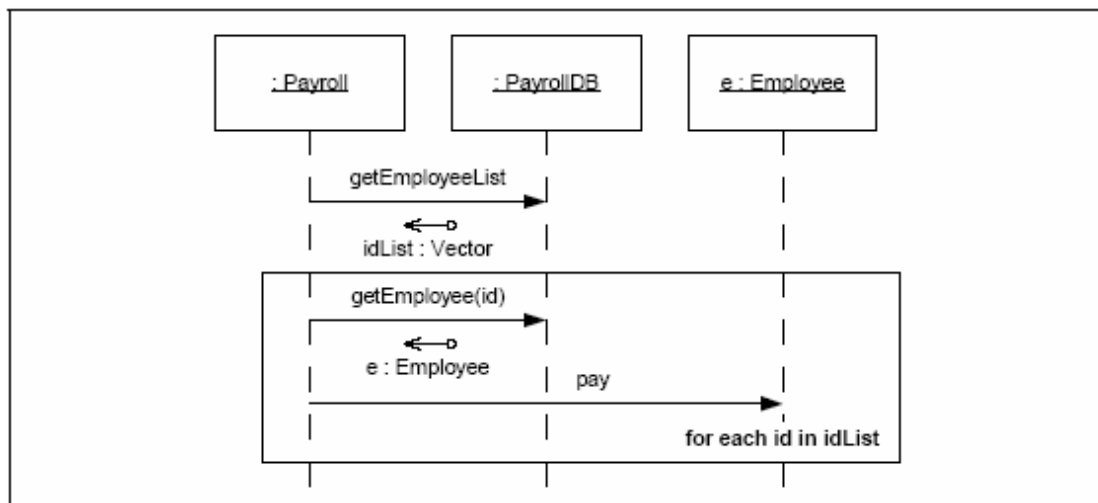 : Payroll
: PayrollDB
e : Employee
getEmployeeList
idList : Vector
getEmployee(id)
e : Employee
pay
for each id in idList